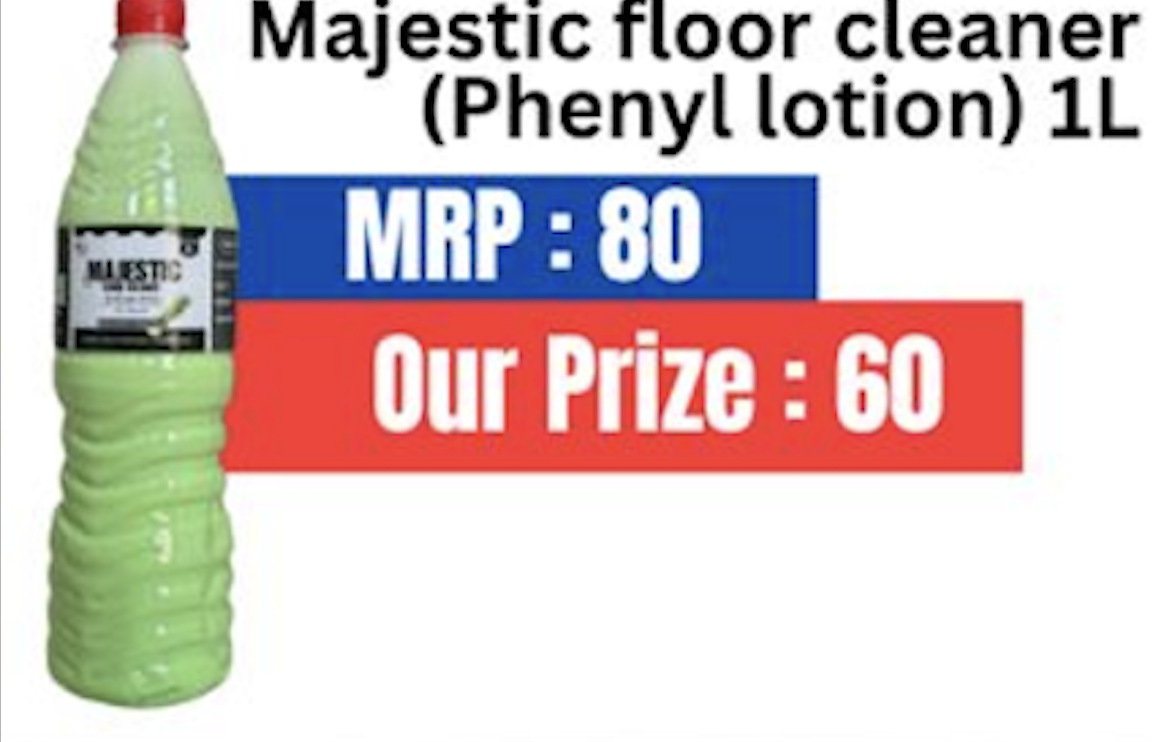 Majestic floor cleaner
(Phenyl lotion) 1L
MRP : 80
Our Prize : 60
MAJESTIC